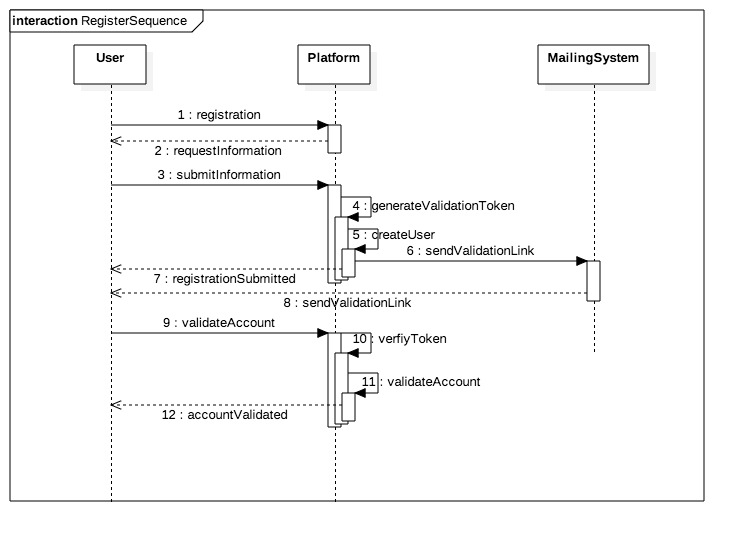 interaction RegisterSequence
User
Platform
MailingSystem
1 : registration
2 : requestInformation
3 : submitInformation
4 : generateValidationToken
5 : createUser
6 : sendValidationLink
7 : registrationSubmitted
8 : sendValidationLink
9 : validateAccount
10 : verfiyToken
11 : validateAccount
12 : accountValidated